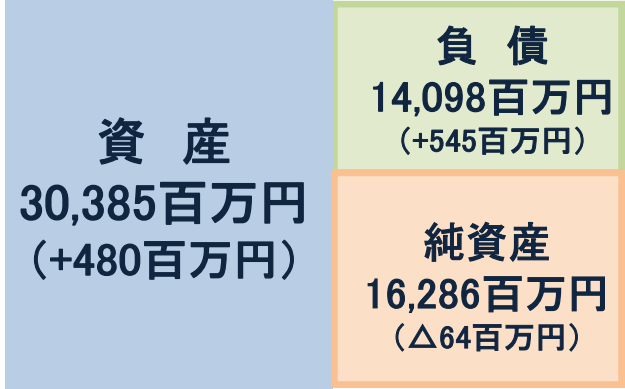 資　産
30,385百万円
（+480百万円）
負　債
14,098百万円
（+545百万円）
純資産
16,286百万円
（△64百万円）